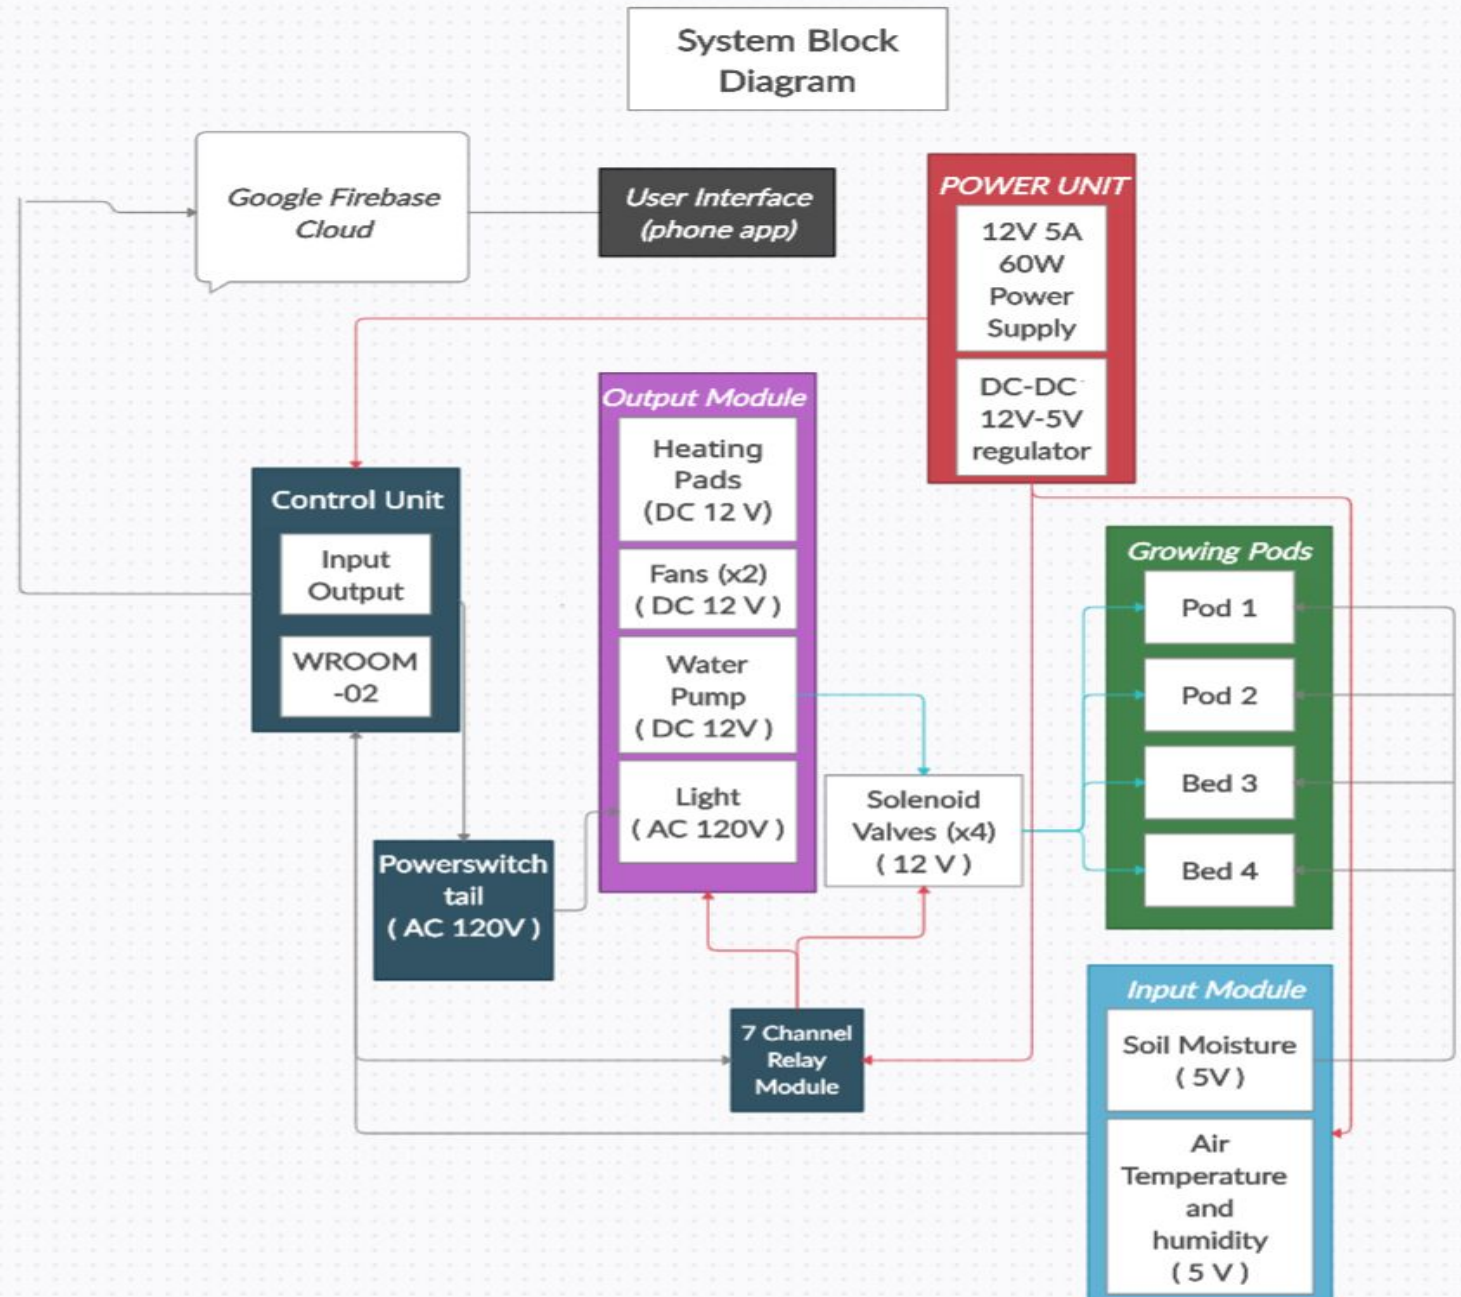 System Block
Diagram
Google Firebase
Cloud
User Interface
(phone app)
POWER UNIT
12V 5A
60W
Power
Supply
DC-DC
12V-5V
regulator
Output Module
Heating
Pads
(DC 12 V)
Fans (x2)
( DC 12 V )
Water
Pump
( DC 12V )
Light
( AC 120V )
Control Unit
Input
Output
WROOM
-02
Growing Pods
Pod 1
Pod 2
Bed 3
Bed 4
Solenoid
Valves (x4)
( 12 V )
Powerswitch
tail
( AC 120V )
7 Channel
Relay
Module
Input Module
Soil Moisture
( 5V )
Air
Temperature
and
humidity
( 5 V )